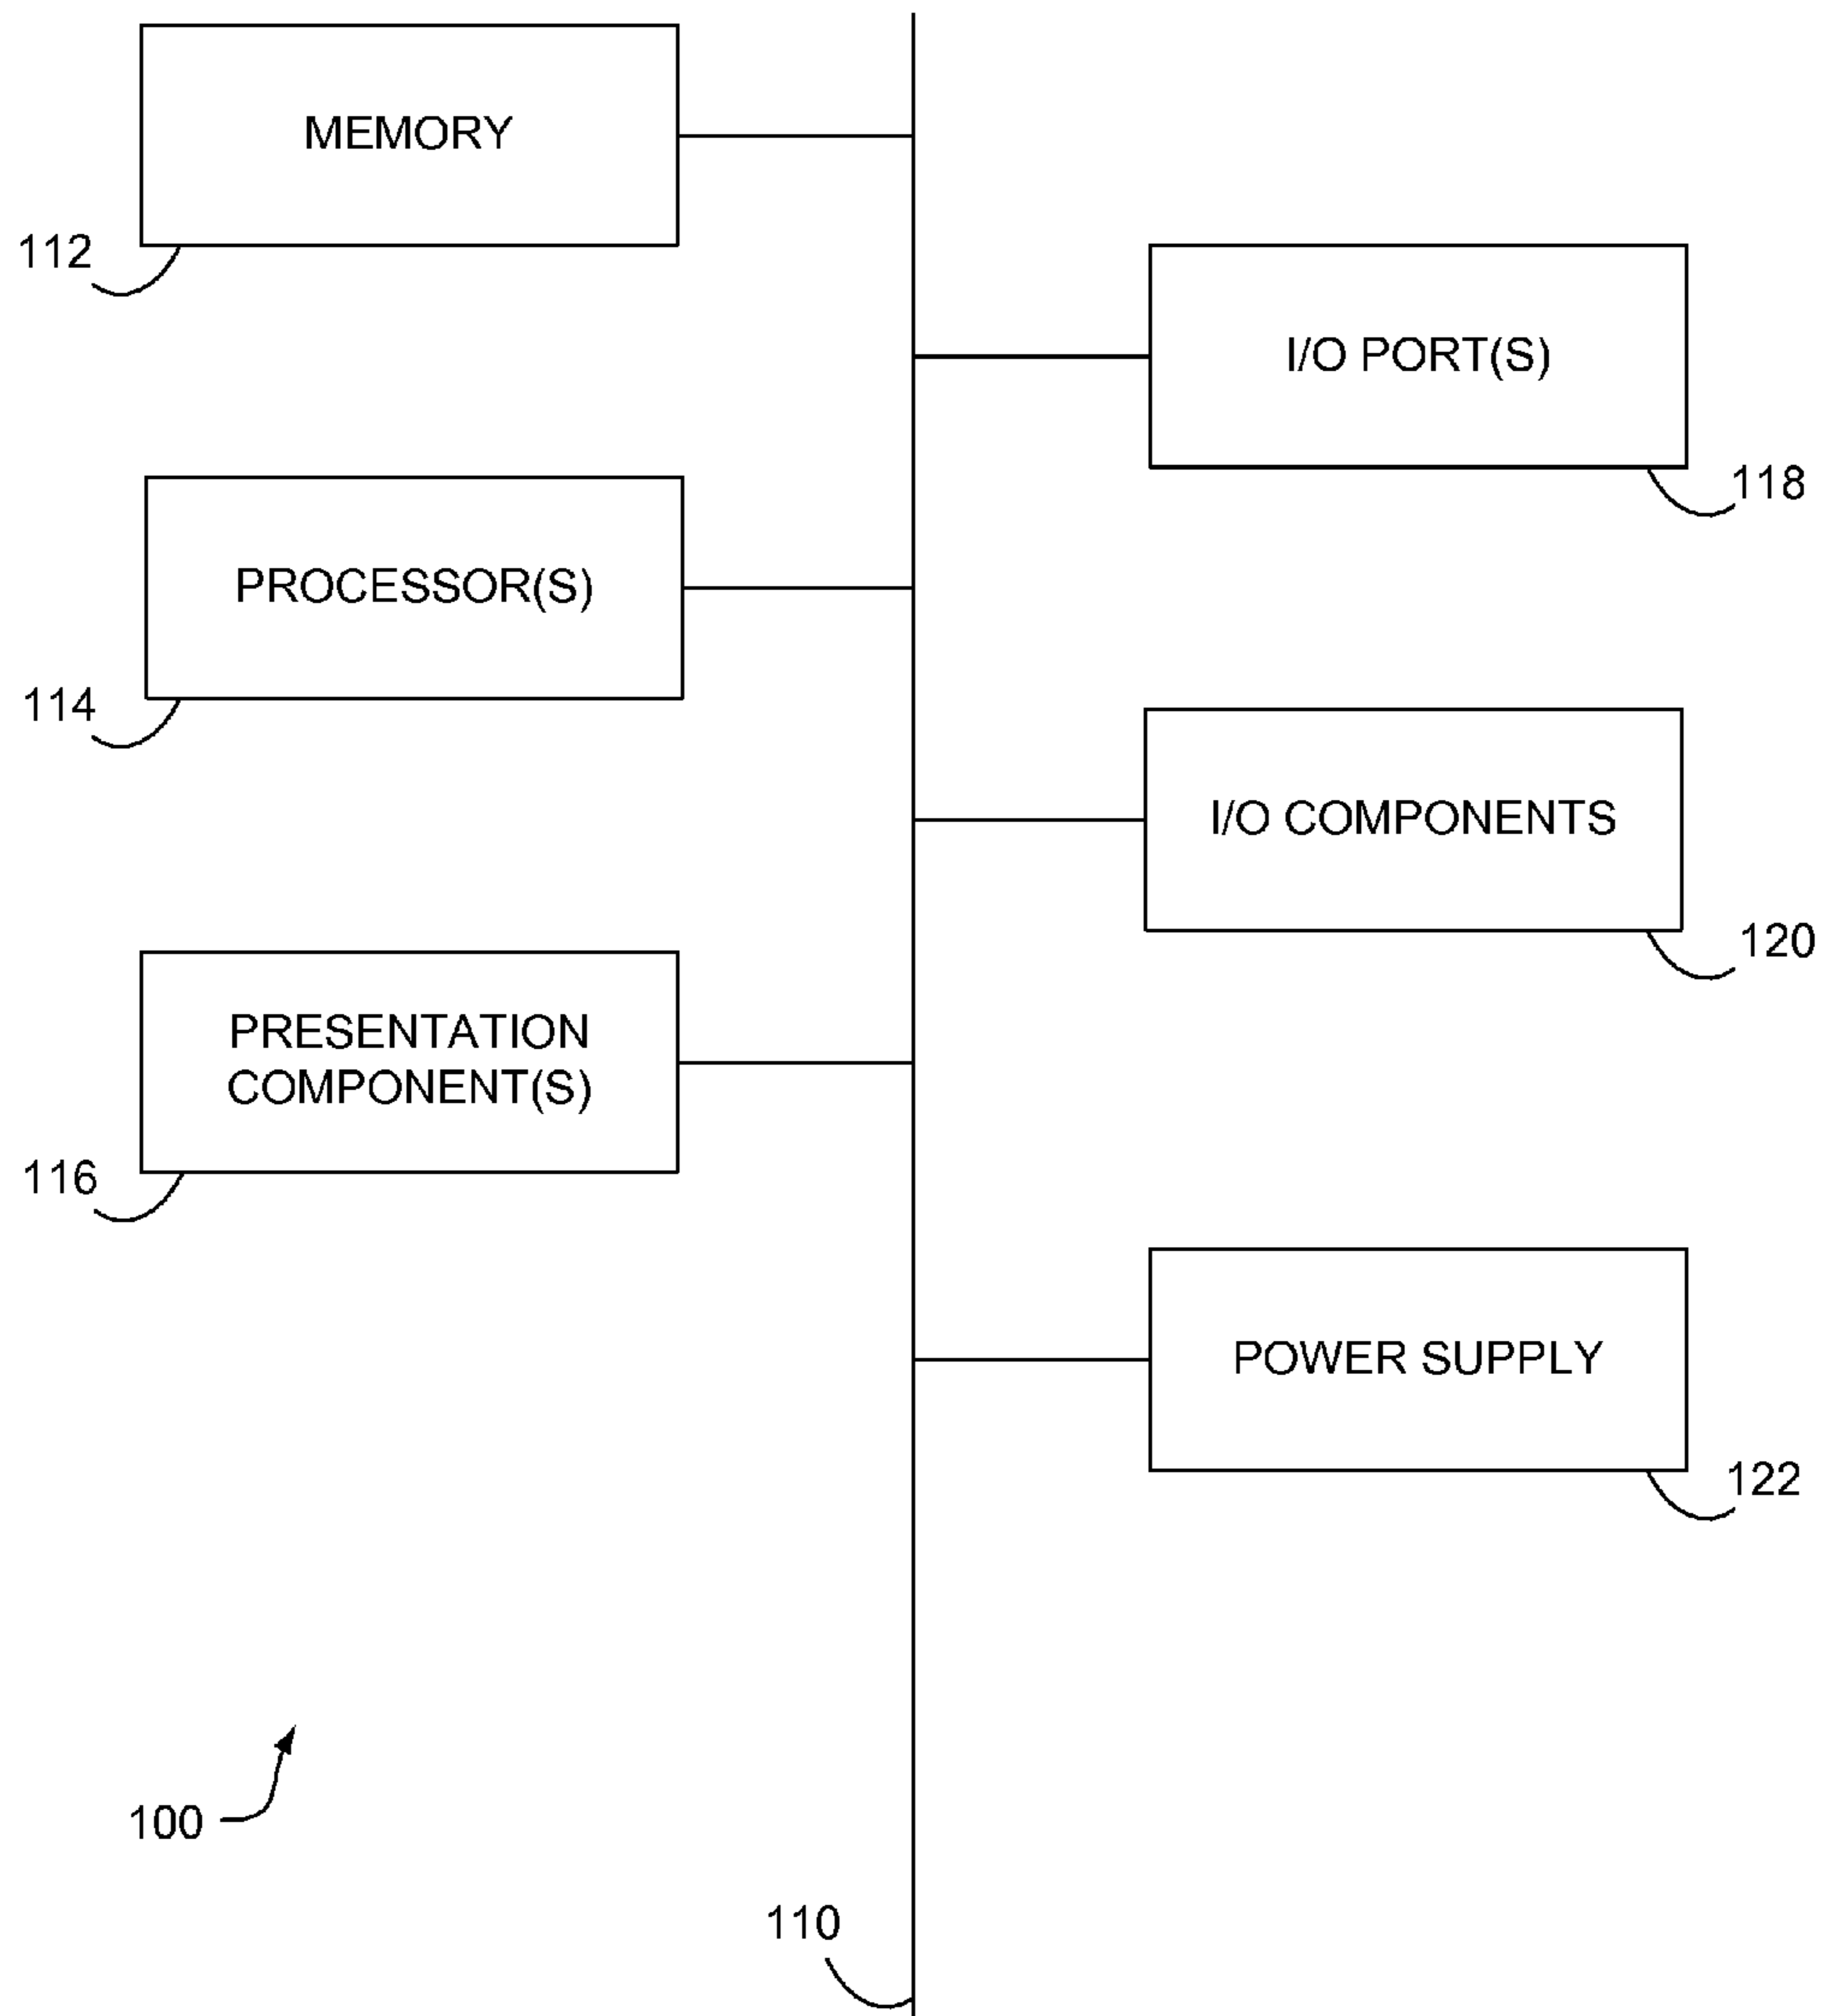 MEMORY
112
I/O PORT(S)
118
PROCESSOR(S)
114
I/O COMPONENTS
120
PRESENTATION
COMPONENT(S)
116
POWER SUPPLY
122
100
110